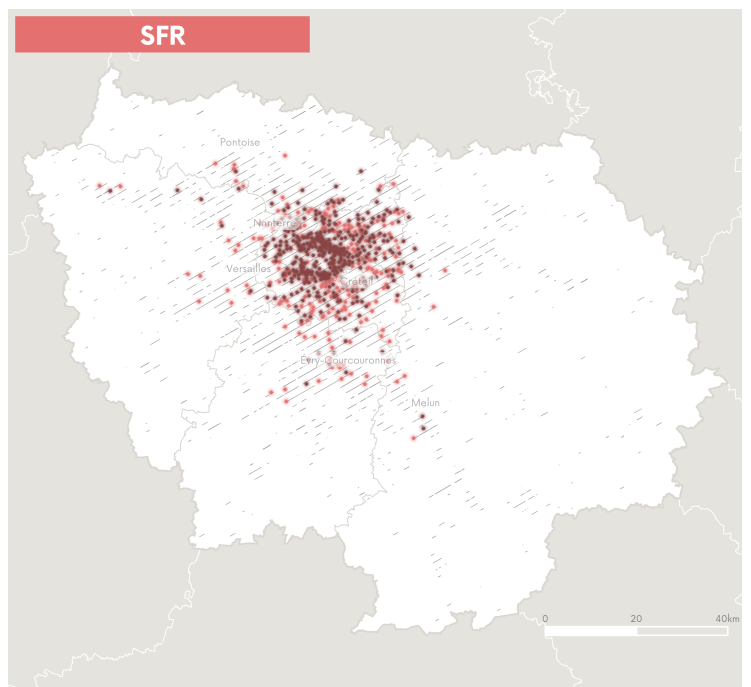 SFR
Pontoise
Nanterre
Versailles
Créteil
Évry-Courcouronnes
Melun
0 20 40km